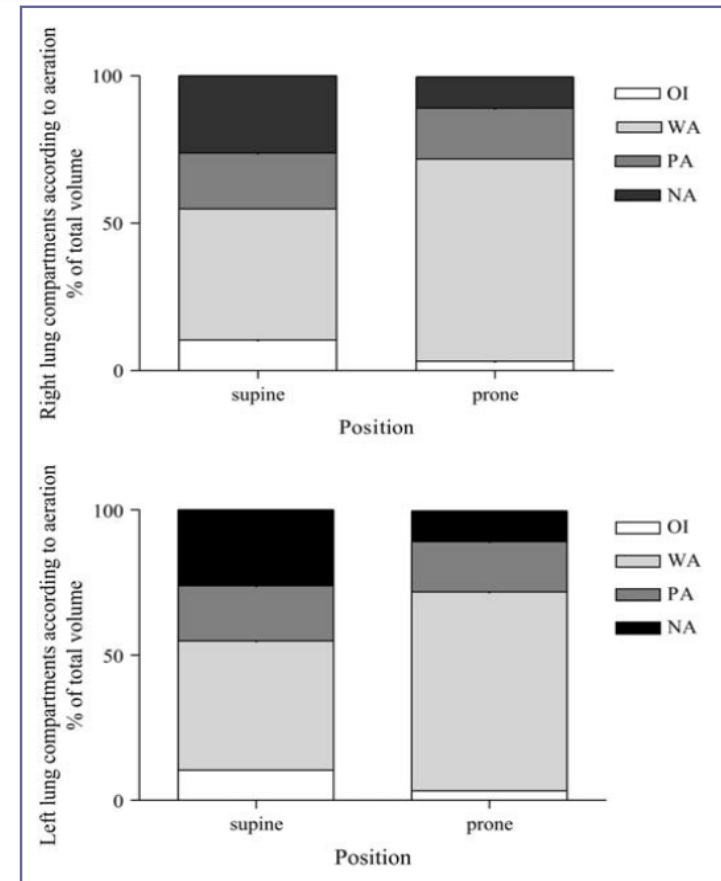 Right lung compartments according to aeration
% of total volume
100
50
0
supine
prone
Position
OI
WA
PA
NA
Left lung compartments according to aeration
% of total volume
100
50
0
supine
prone
Position
OI
WA
PA
NA